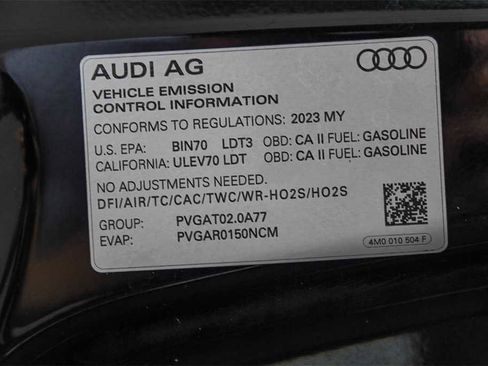 AUDI AG
VEHICLE EMISSION
CONTROL INFORMATION
CONFORMS TO REGULATIONS: 2023 MY
U.S. EPA: BIN70 LDT3 OBD: CA II FUEL: GASOLINE
CALIFORNIA: ULEV70 LDT OBD: CA II FUEL: GASOLINE
NO ADJUSTMENTS NEEDED.
DFI/AIR/TC/CAC/TWC/WR-HO2S/HO2S
GROUP: PVGAT02.0A77
EVAP: PVGAR0150NCM
4M0 010 504 F